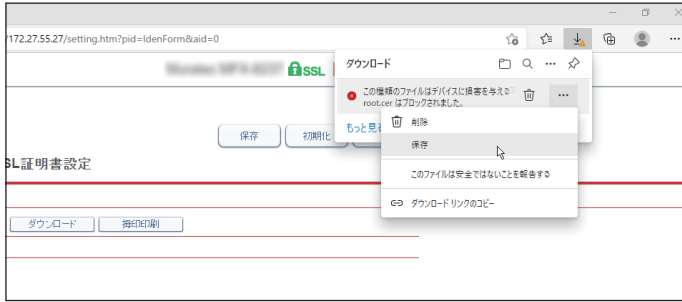 /172.27.55.27/setting.htm?pid=IdenForm&aid=0
SSL
ダウンロード
この種類のファイルはデバイスに損害を与える
root.cer はブロックされました。
もっと見
削除
保存
このファイルは安全ではないことを報告する
ダウンロード リンクのコピー
保存
初期化
SL証明書設定
ダウンロード
拇印印刷